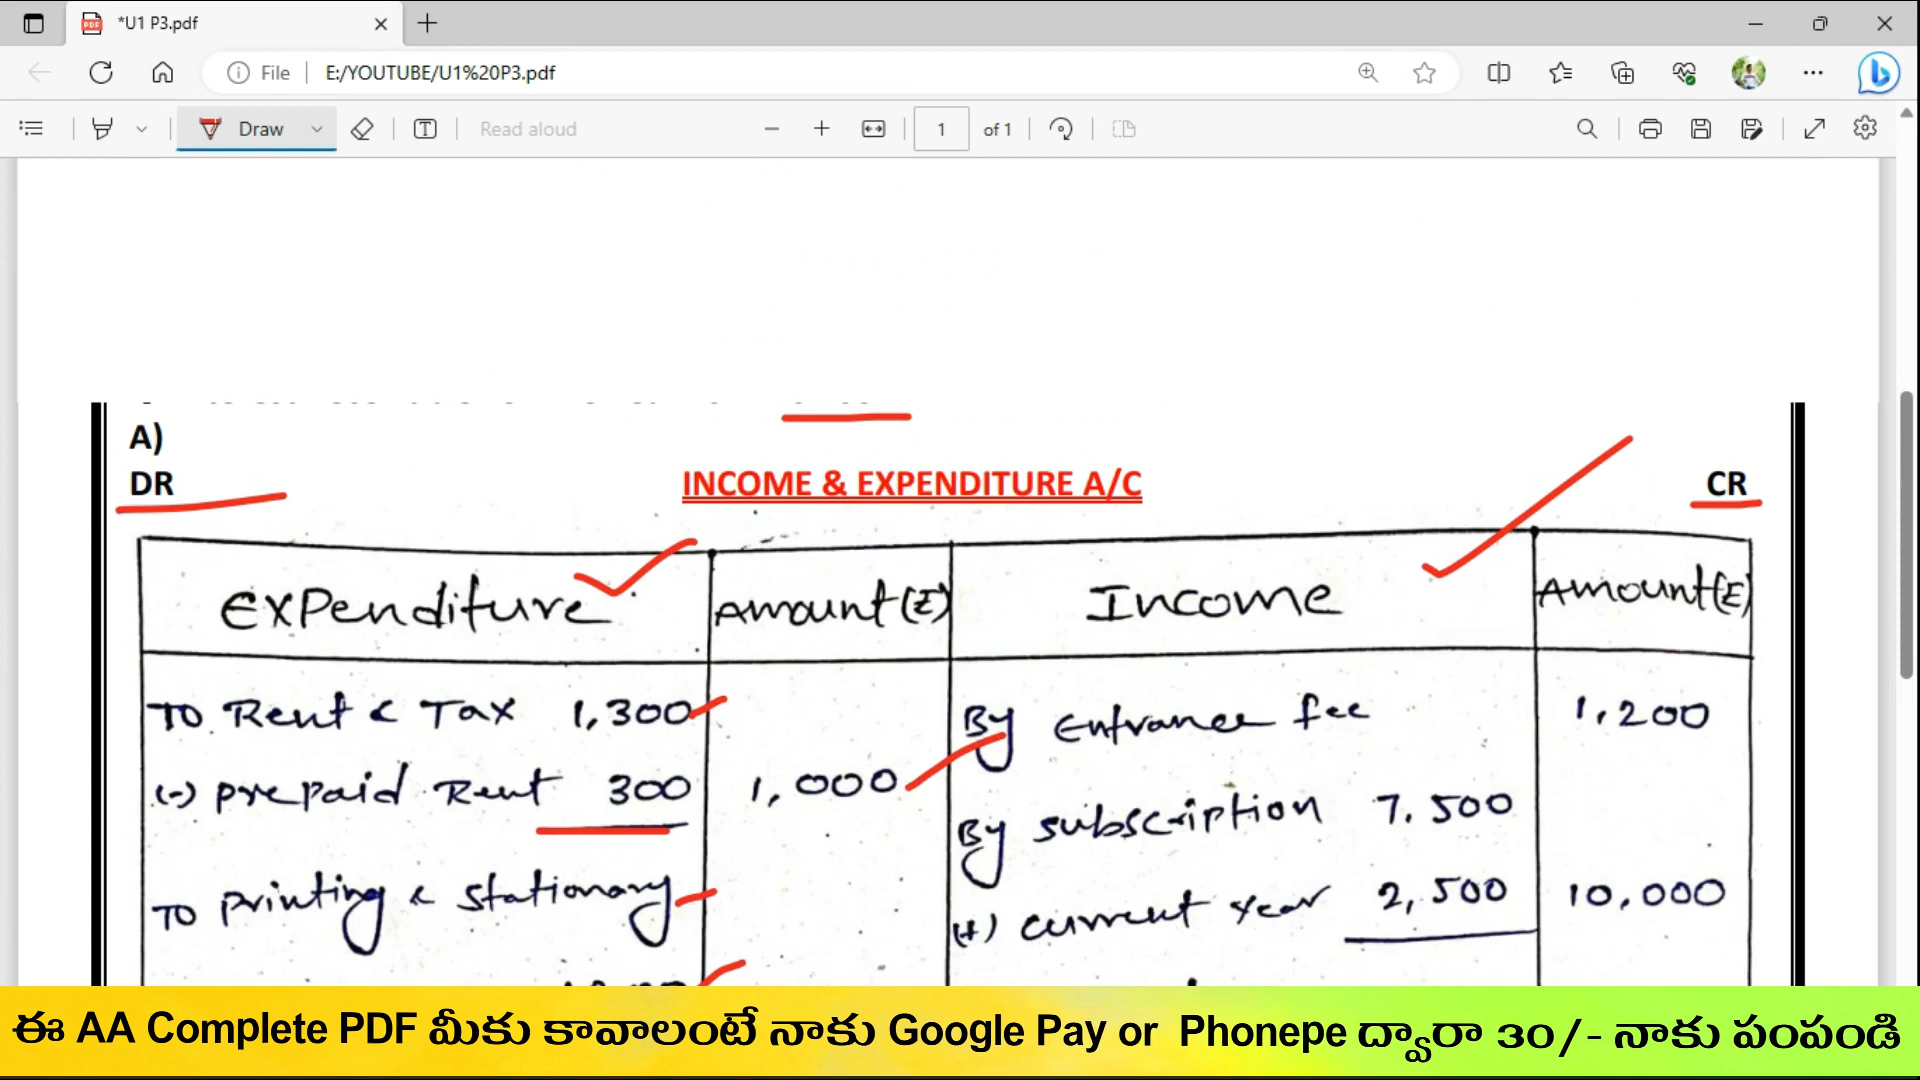 *U1 P3.pdf
File
E:/YOUTUBE/U1%20P3.pdf
Draw
Read aloud
1
of 1
A)
DR
INCOME & EXPENDITURE A/C
CR
Expenditure
Amount(₹)
Income
Amount(₹)
To Rent & Tax 1,300
By Entrance fee 1,200
(-) prepaid Rent 300 1,000
By subscription 7,500
To printing & stationary
(+) current year 2,500 10,000
ఈ AA Complete PDF మీకు కావాలంటే నాకు Google Pay or Phonepe ద్వారా 30/- నాకు పంపండి